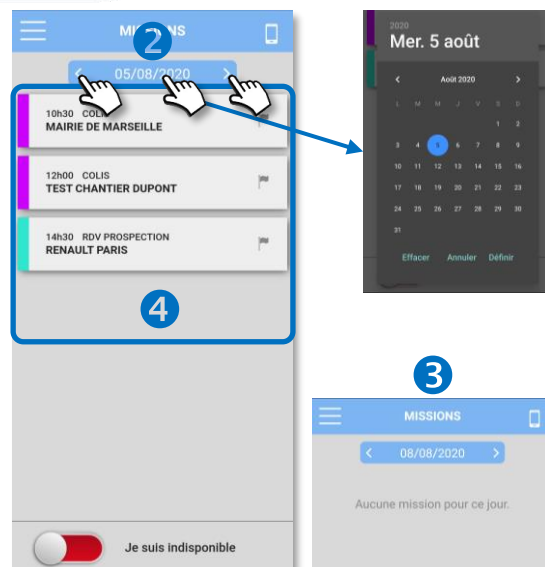 MISSIONS
2
05/08/2020
10h30 COLIS
MAIRIE DE MARSEILLE
12h00 COLIS
TEST CHANTIER DUPONT
14h30 RDV PROSPECTION
RENAULT PARIS
4
Je suis indisponible
2020
Mer. 5 août
Août 2020
L M M J V S D
1 2
3 4 5 6 7 8 9
10 11 12 13 14 15 16
17 18 19 20 21 22 23
24 25 26 27 28 29 30
31
Effacer Annuler Définir
3
MISSIONS
08/08/2020
Aucune mission pour ce jour.